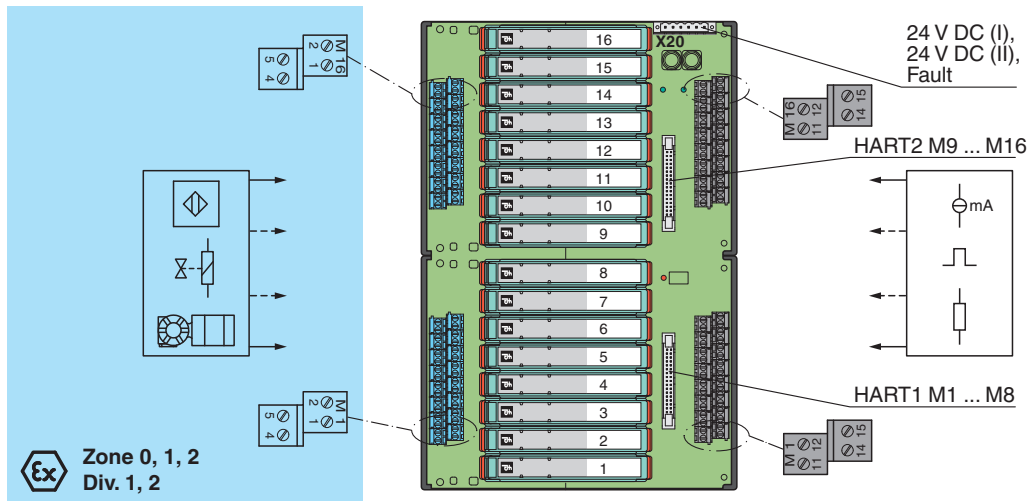 5 4
2 1
M 16
16
15
14
13
12
11
10
9
8
7
6
5
4
3
2
1
X20
24 V DC (I),
24 V DC (II),
Fault
M 16
11 12
14 15
HART2 M9 ... M16
mA
HART1 M1 ... M8
M 1
11 12
14 15
5 4
2 1
M 1
Ex
Zone 0, 1, 2
Div. 1, 2